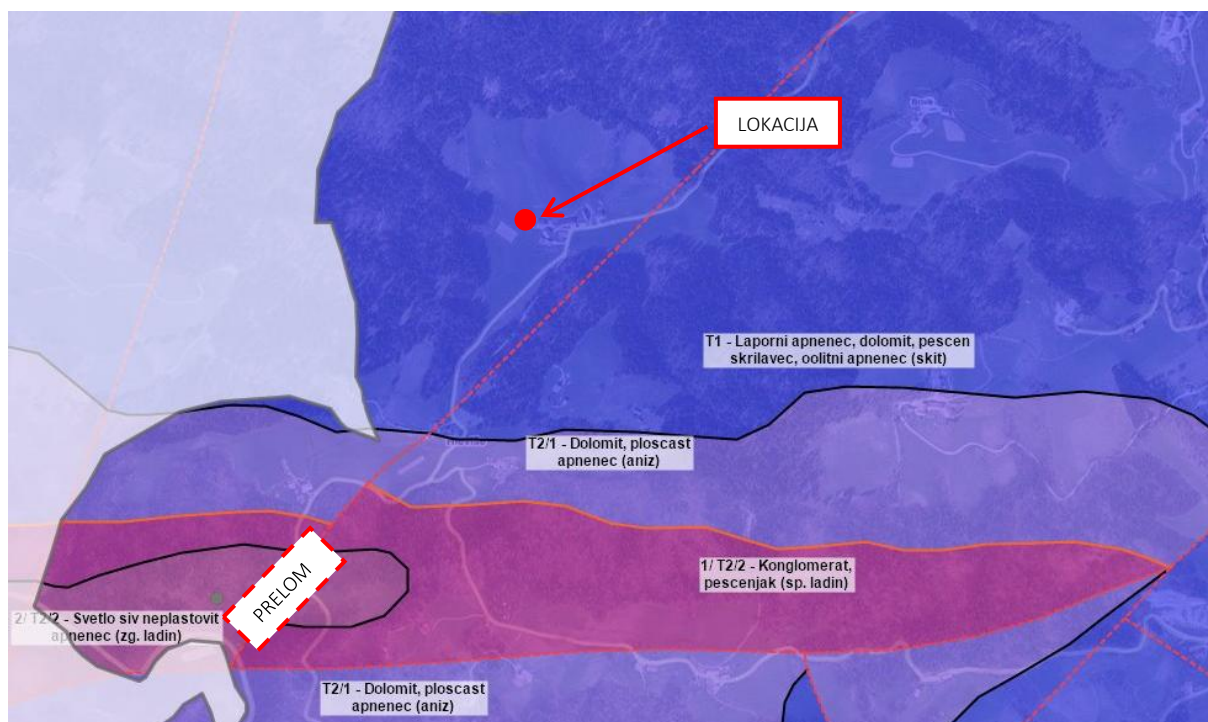 LOKACIJA
T1 - Laporni apnenec, dolomit, pescen
skrilavec, oolitni apnenec (skit)
T2/1 - Dolomit, ploscast
apnenec (aniz)
1/ T2/2 - Konglomerat,
pescenjak (sp. ladin)
PRELOM
2/ T2/2 - Svetlo siv neplastovit
apnenec (zg. ladin)
T2/1 - Dolomit, ploscast
apnenec (aniz)